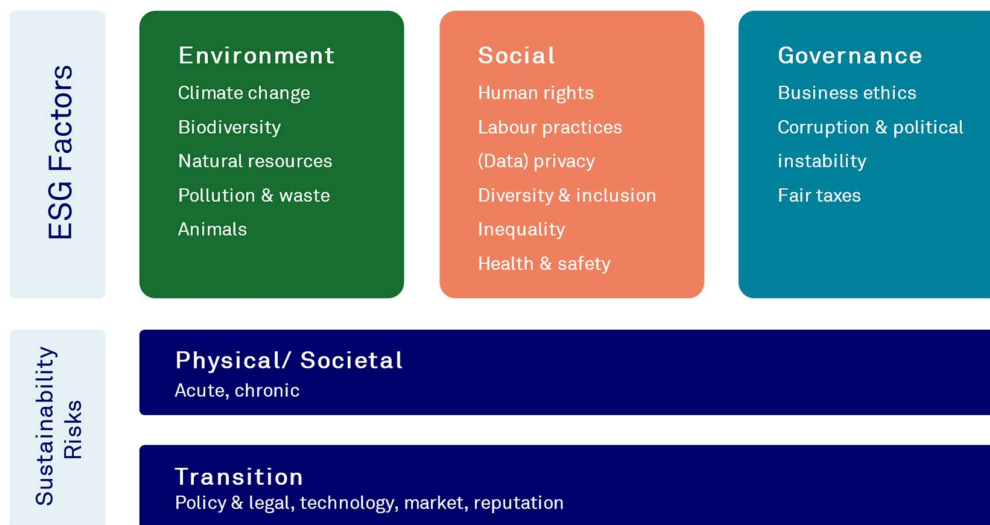 ESG Factors
Environment
Climate change
Biodiversity
Natural resources
Pollution & waste
Animals
Social
Human rights
Labour practices
(Data) privacy
Diversity & inclusion
Inequality
Health & safety
Governance
Business ethics
Corruption & political
instability
Fair taxes
Sustainability
Risks
Physical/ Societal
Acute, chronic
Transition
Policy & legal, technology, market, reputation